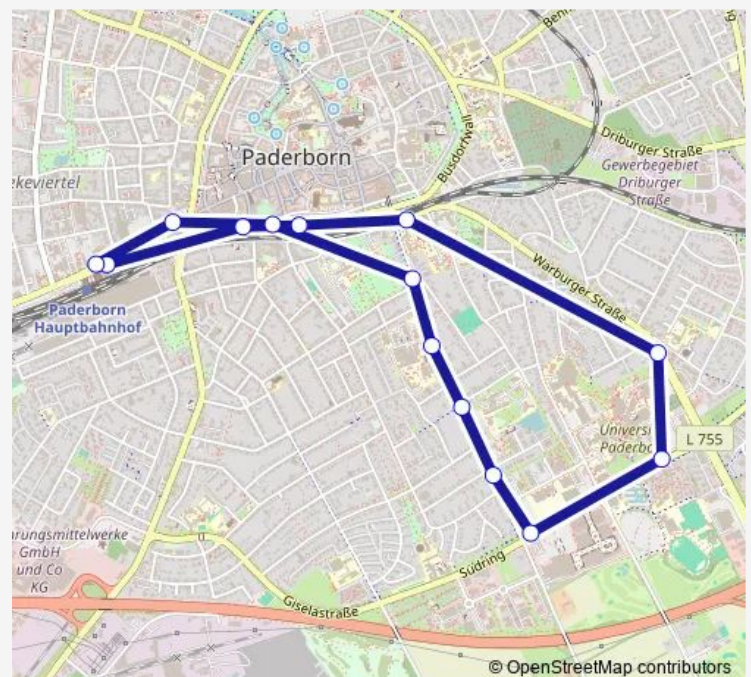 Paderborn
Busdorfwall
Driburger Straße
Gewerbegebiet
Driburger
Straße
ekeviertel
Warburger Straße
Paderborn
Hauptbahnhof
Universi
Paderbo
L 755
rungsmittelwerke
GmbH
und Co
KG
Südring
Giselastraße
© OpenStreetMap contributors